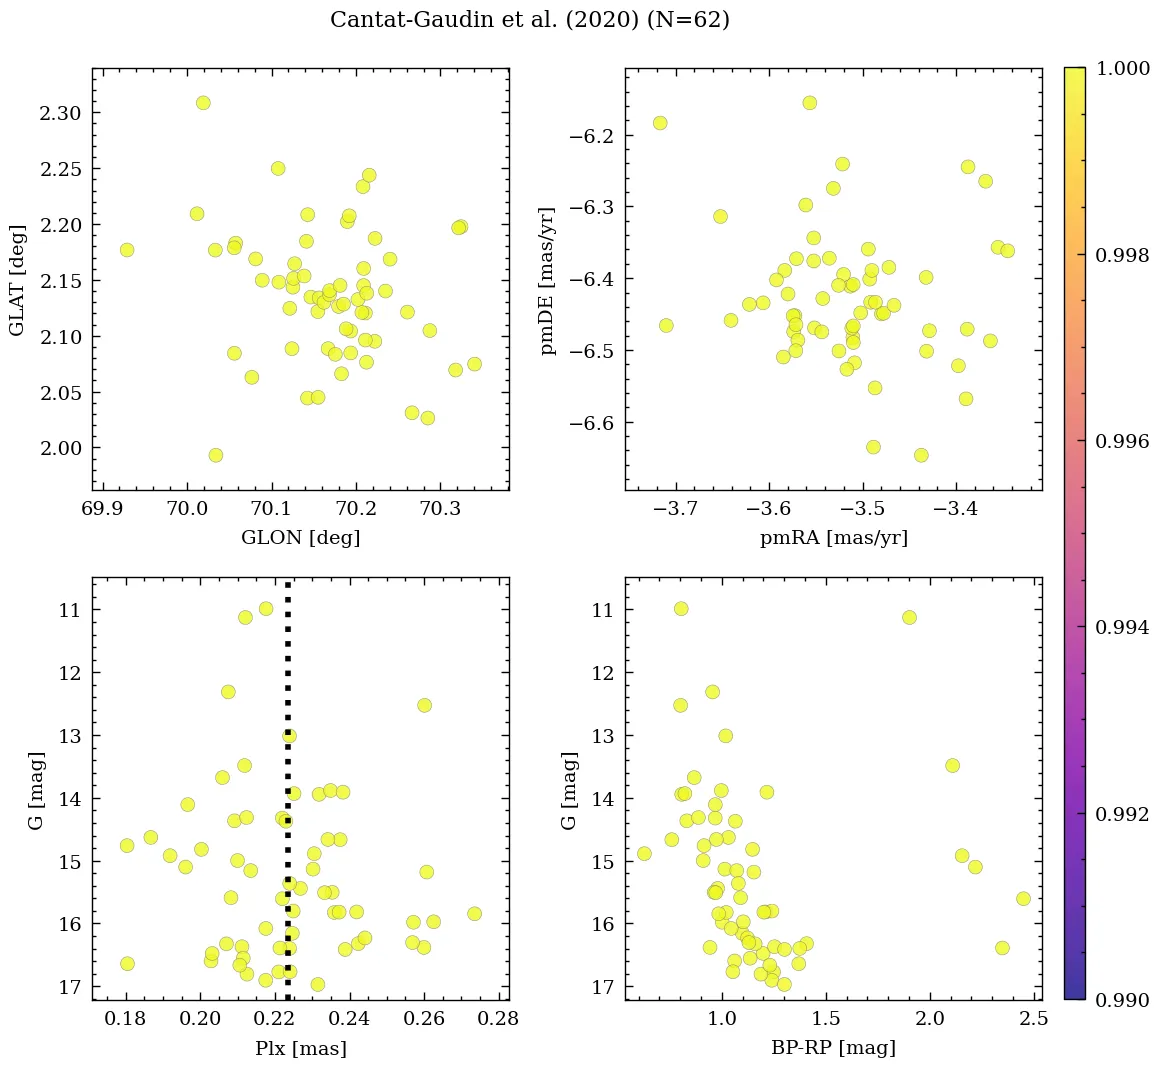 Cantat-Gaudin et al. (2020) (N=62)
2.30
2.25
2.20
2.15
2.10
2.05
2.00
GLAT [deg]
69.9 70.0 70.1 70.2 70.3
GLON [deg]
−6.2
−6.3
−6.4
−6.5
−6.6
pmDE [mas/yr]
−3.7 −3.6 −3.5 −3.4
pmRA [mas/yr]
11
12
13
14
15
16
17
G [mag]
0.18 0.20 0.22 0.24 0.26 0.28
Plx [mas]
11
12
13
14
15
16
17
G [mag]
1.0 1.5 2.0 2.5
BP-RP [mag]
1.000
0.998
0.996
0.994
0.992
0.990